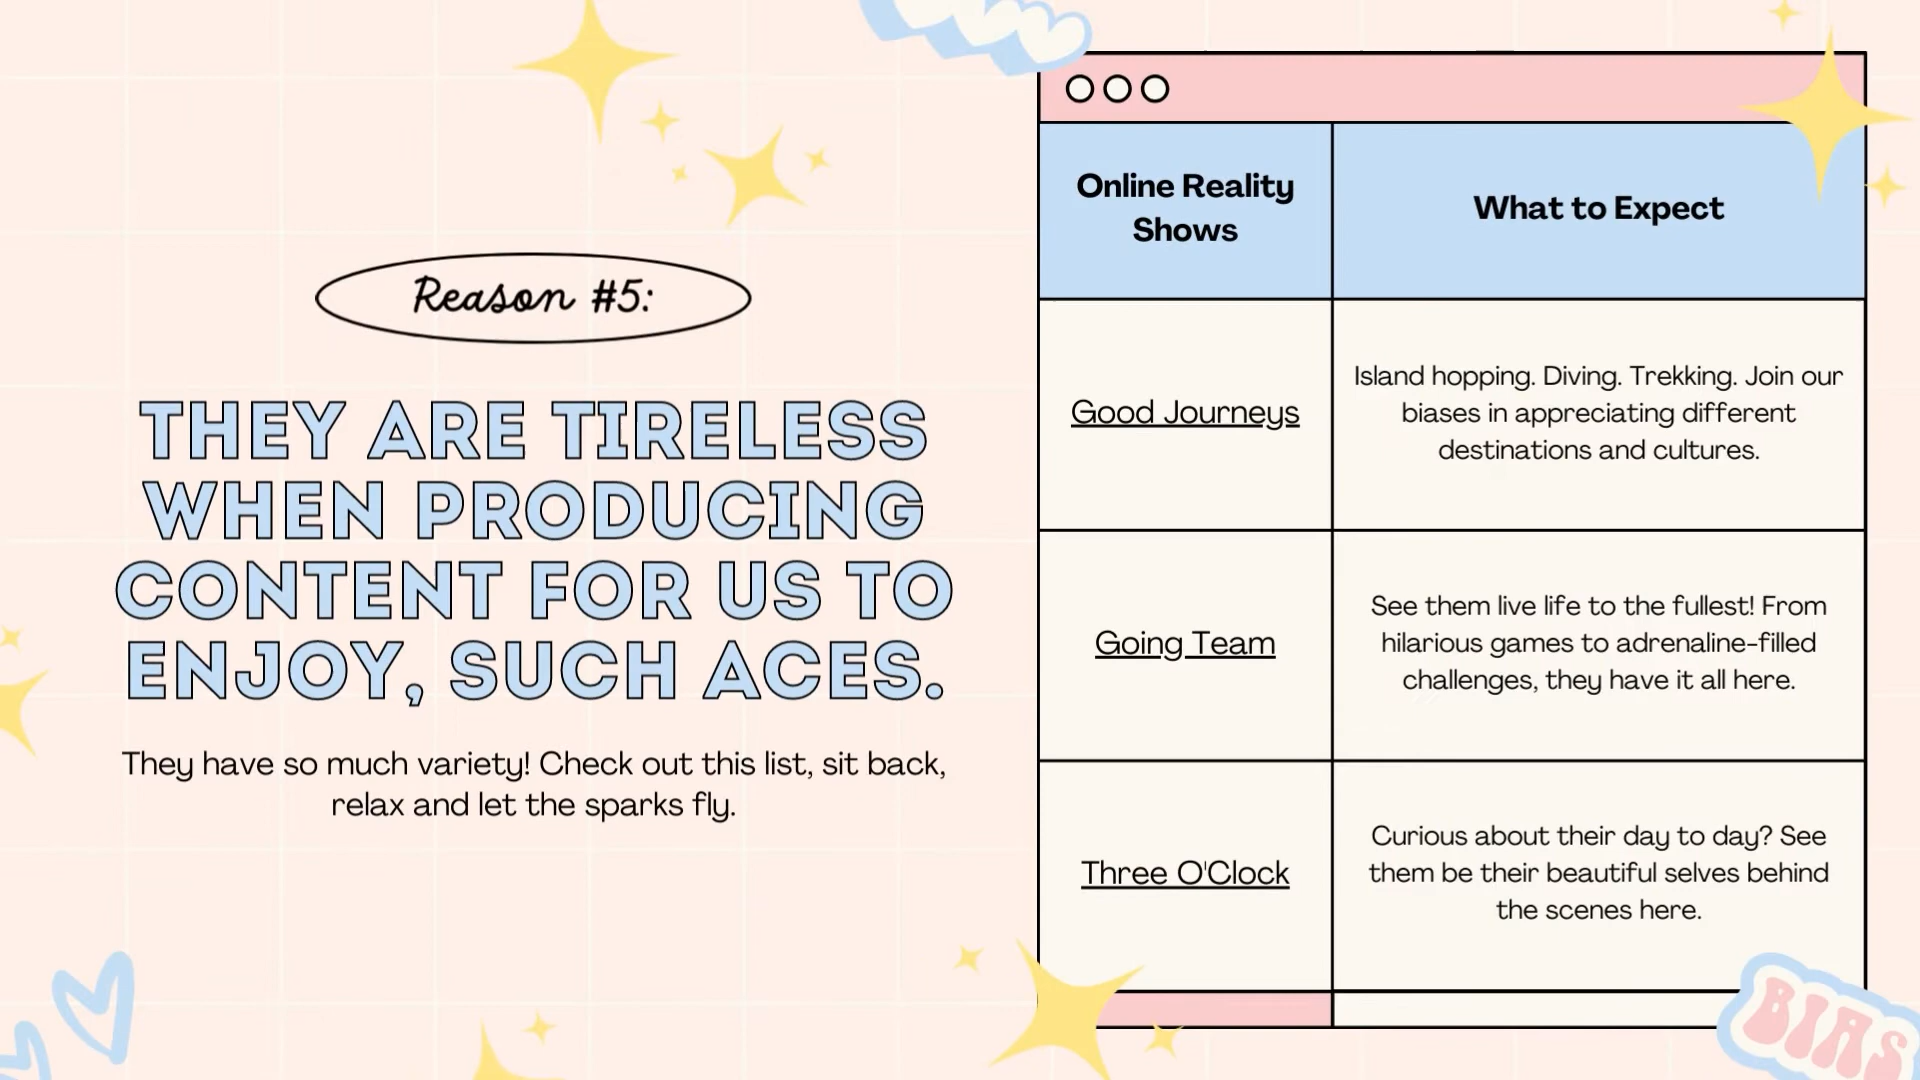 Reason #5:
THEY ARE TIRELESS
WHEN PRODUCING
CONTENT FOR US TO
ENJOY, SUCH ACES.
They have so much variety! Check out this list, sit back,
relax and let the sparks fly.
Online Reality
Shows
What to Expect
Good Journeys
Island hopping. Diving. Trekking. Join our
biases in appreciating different
destinations and cultures.
Going Team
See them live life to the fullest! From
hilarious games to adrenaline-filled
challenges, they have it all here.
Three O'Clock
Curious about their day to day? See
them be their beautiful selves behind
the scenes here.
BIAS